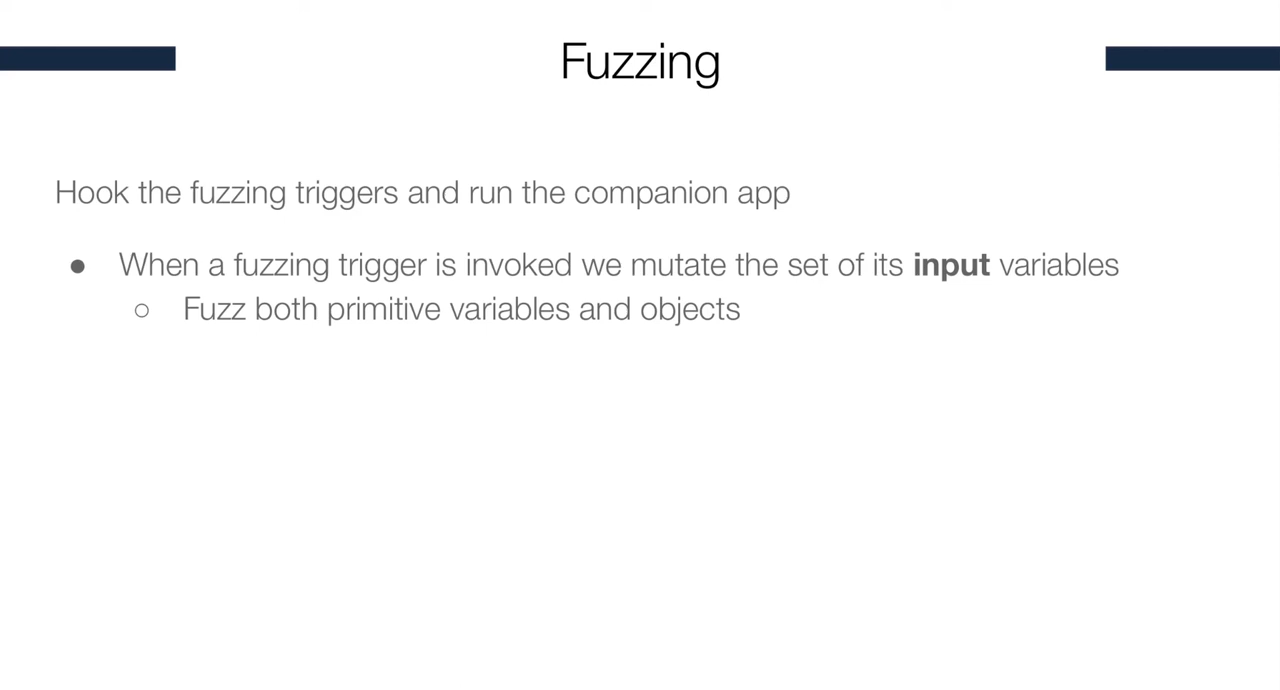 Fuzzing
Hook the fuzzing triggers and run the companion app
● When a fuzzing trigger is invoked we mutate the set of its input variables
○ Fuzz both primitive variables and objects